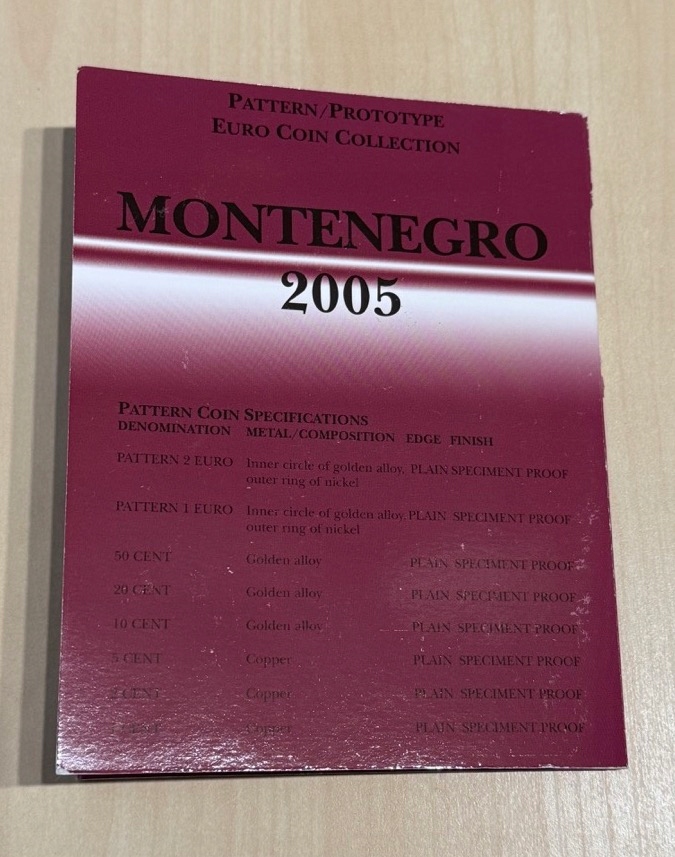 PATTERN/PROTOTYPE
EURO COIN COLLECTION
MONTENEGRO
2005
PATTERN COIN SPECIFICATIONS
DENOMINATION METAL/COMPOSITION EDGE FINISH
PATTERN 2 EURO Inner circle of golden alloy, PLAIN SPECIMENT PROOF
outer ring of nickel
PATTERN 1 EURO Inner circle of golden alloy, PLAIN SPECIMENT PROOF
outer ring of nickel
50 CENT Golden alloy PLAIN SPECIMENT PROOF
20 CENT Golden alloy PLAIN SPECIMENT PROOF
10 CENT Golden alloy PLAIN SPECIMENT PROOF
5 CENT Copper PLAIN SPECIMENT PROOF
2 CENT Copper PLAIN SPECIMENT PROOF
CENT Copper PLAIN SPECIMENT PROOF